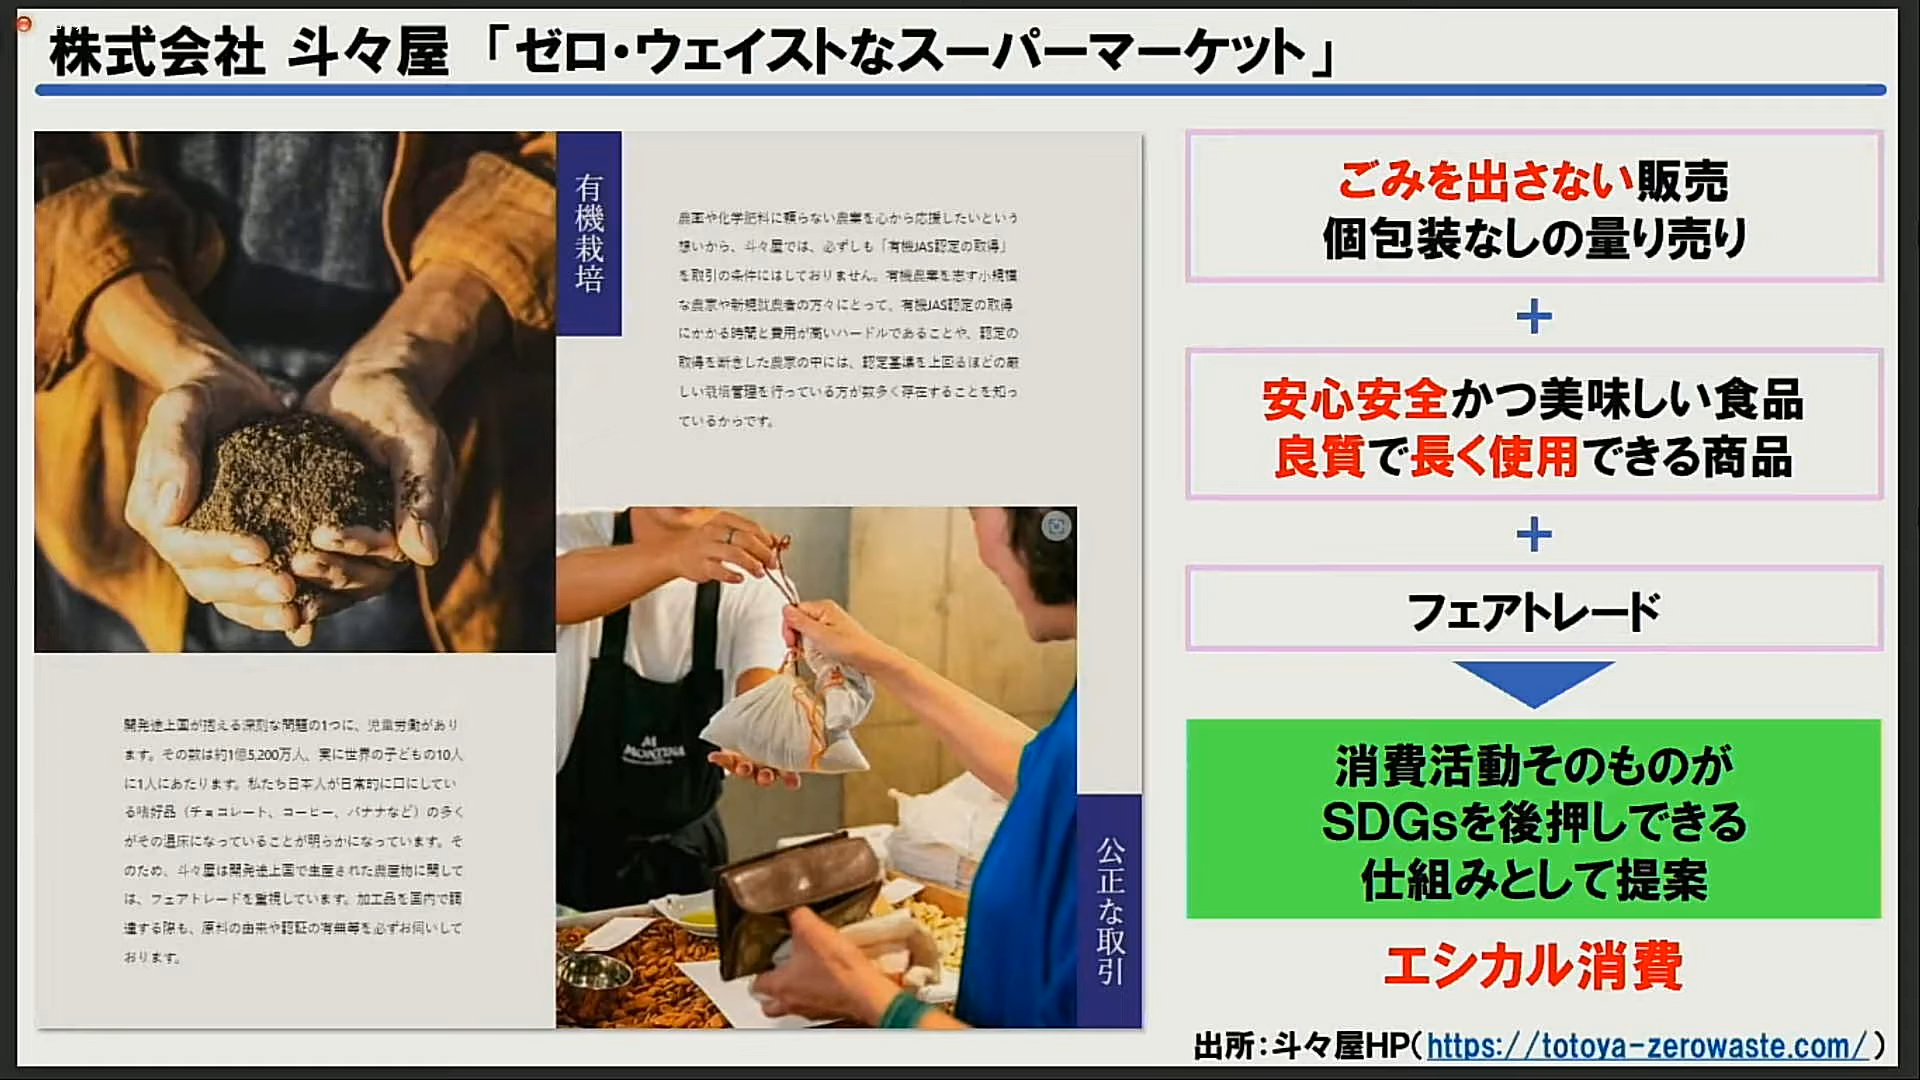 株式会社 斗々屋 「ゼロ・ウェイストなスーパーマーケット」
有機栽培
農薬や化学肥料に頼らない農業を心から応援したいという
想いから、斗々屋では、必ずしも「有機JAS認定の取得」
を取引の条件にはしておりません。有機農業を志す小規模
な農家や新規就農者の方々にとって、有機JAS認定の取得
にかかる時間と費用が高いハードルであることや、認定の
取得を断念した農家の中には、認定基準を上回るほどの厳
しい栽培管理を行っている方が数多く存在することを知っ
ているからです。
開発途上国が抱える深刻な問題の1つに、児童労働があり
ます。その数は約1億5,200万人、実に世界の子どもの10人
に1人にあたります。私たち日本人が日常的に口にしてい
る嗜好品（チョコレート、コーヒー、バナナなど）の多く
がその温床になっていることが明らかになっています。そ
のため、斗々屋は開発途上国で生産された農産物に関して
は、フェアトレードを重視しています。加工品を国内で調
達する際も、原料の由来や認証の有無等を必ずお伺いして
おります。
MONTINA
公正な取引
ごみを出さない販売
個包装なしの量り売り
+
安心安全かつ美味しい食品
良質で長く使用できる商品
+
フェアトレード
消費活動そのものが
SDGsを後押しできる
仕組みとして提案
エシカル消費
出所：斗々屋HP（https://totoya-zerowaste.com/）